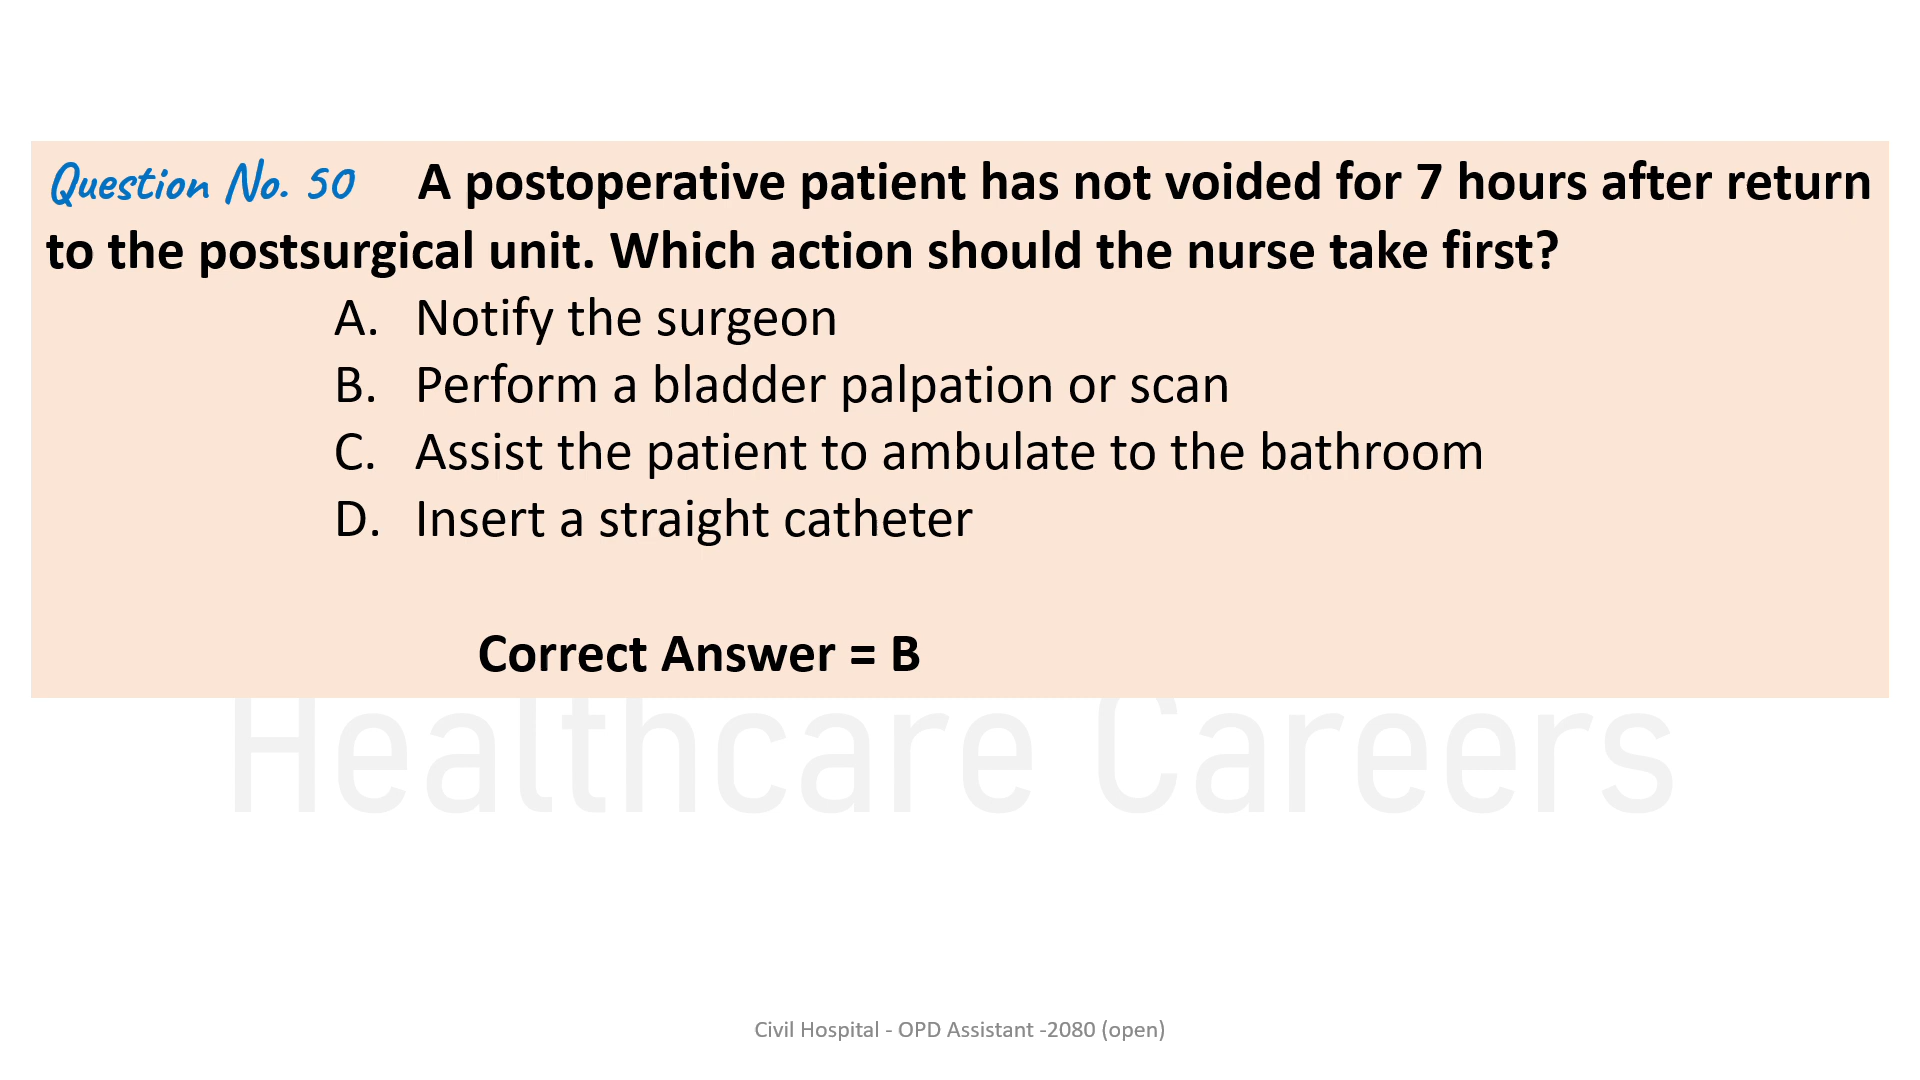 Question No. 50 A postoperative patient has not voided for 7 hours after return
to the postsurgical unit. Which action should the nurse take first?
A. Notify the surgeon
B. Perform a bladder palpation or scan
C. Assist the patient to ambulate to the bathroom
D. Insert a straight catheter
Correct Answer = B
Healthcare Careers
Civil Hospital - OPD Assistant -2080 (open)